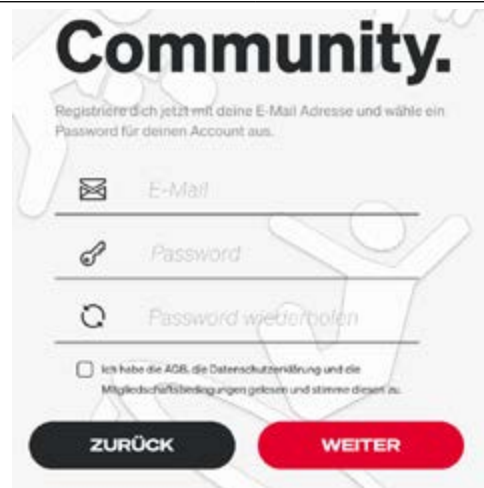 Community.
Registriere dich jetzt mit deine E-Mail Adresse und wähle ein
Password für deinen Account aus.
E-Mail
Password
Password wiederholen
Ich habe die AGB, die Datenschutzerklärung und die
Mitgliedschaftsbedingungen gelesen und stimme diesen zu.
ZURÜCK
WEITER